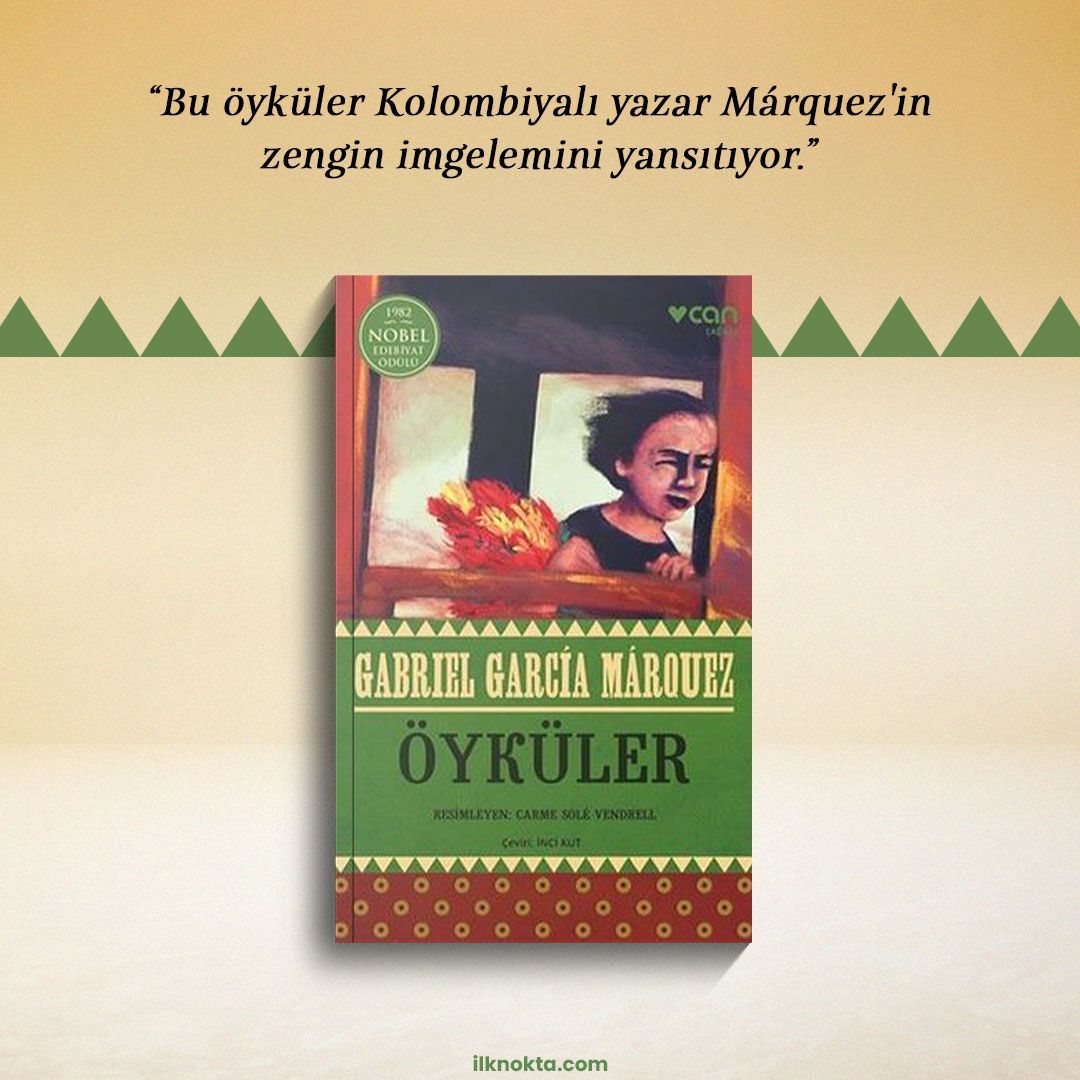 “Bu öyküler Kolombiyalı yazar Márquez'in
zengin imgelemini yansıtıyor.”
1982
NOBEL
EDEBİYAT
ÖDÜLÜ
can
GABRIEL GARCÍA MÁRQUEZ
ÖYKÜLER
RESİMLEYEN: CARME SOLÉ VENDRELL
Çeviri: İNCİ KUT
ilknokta.com